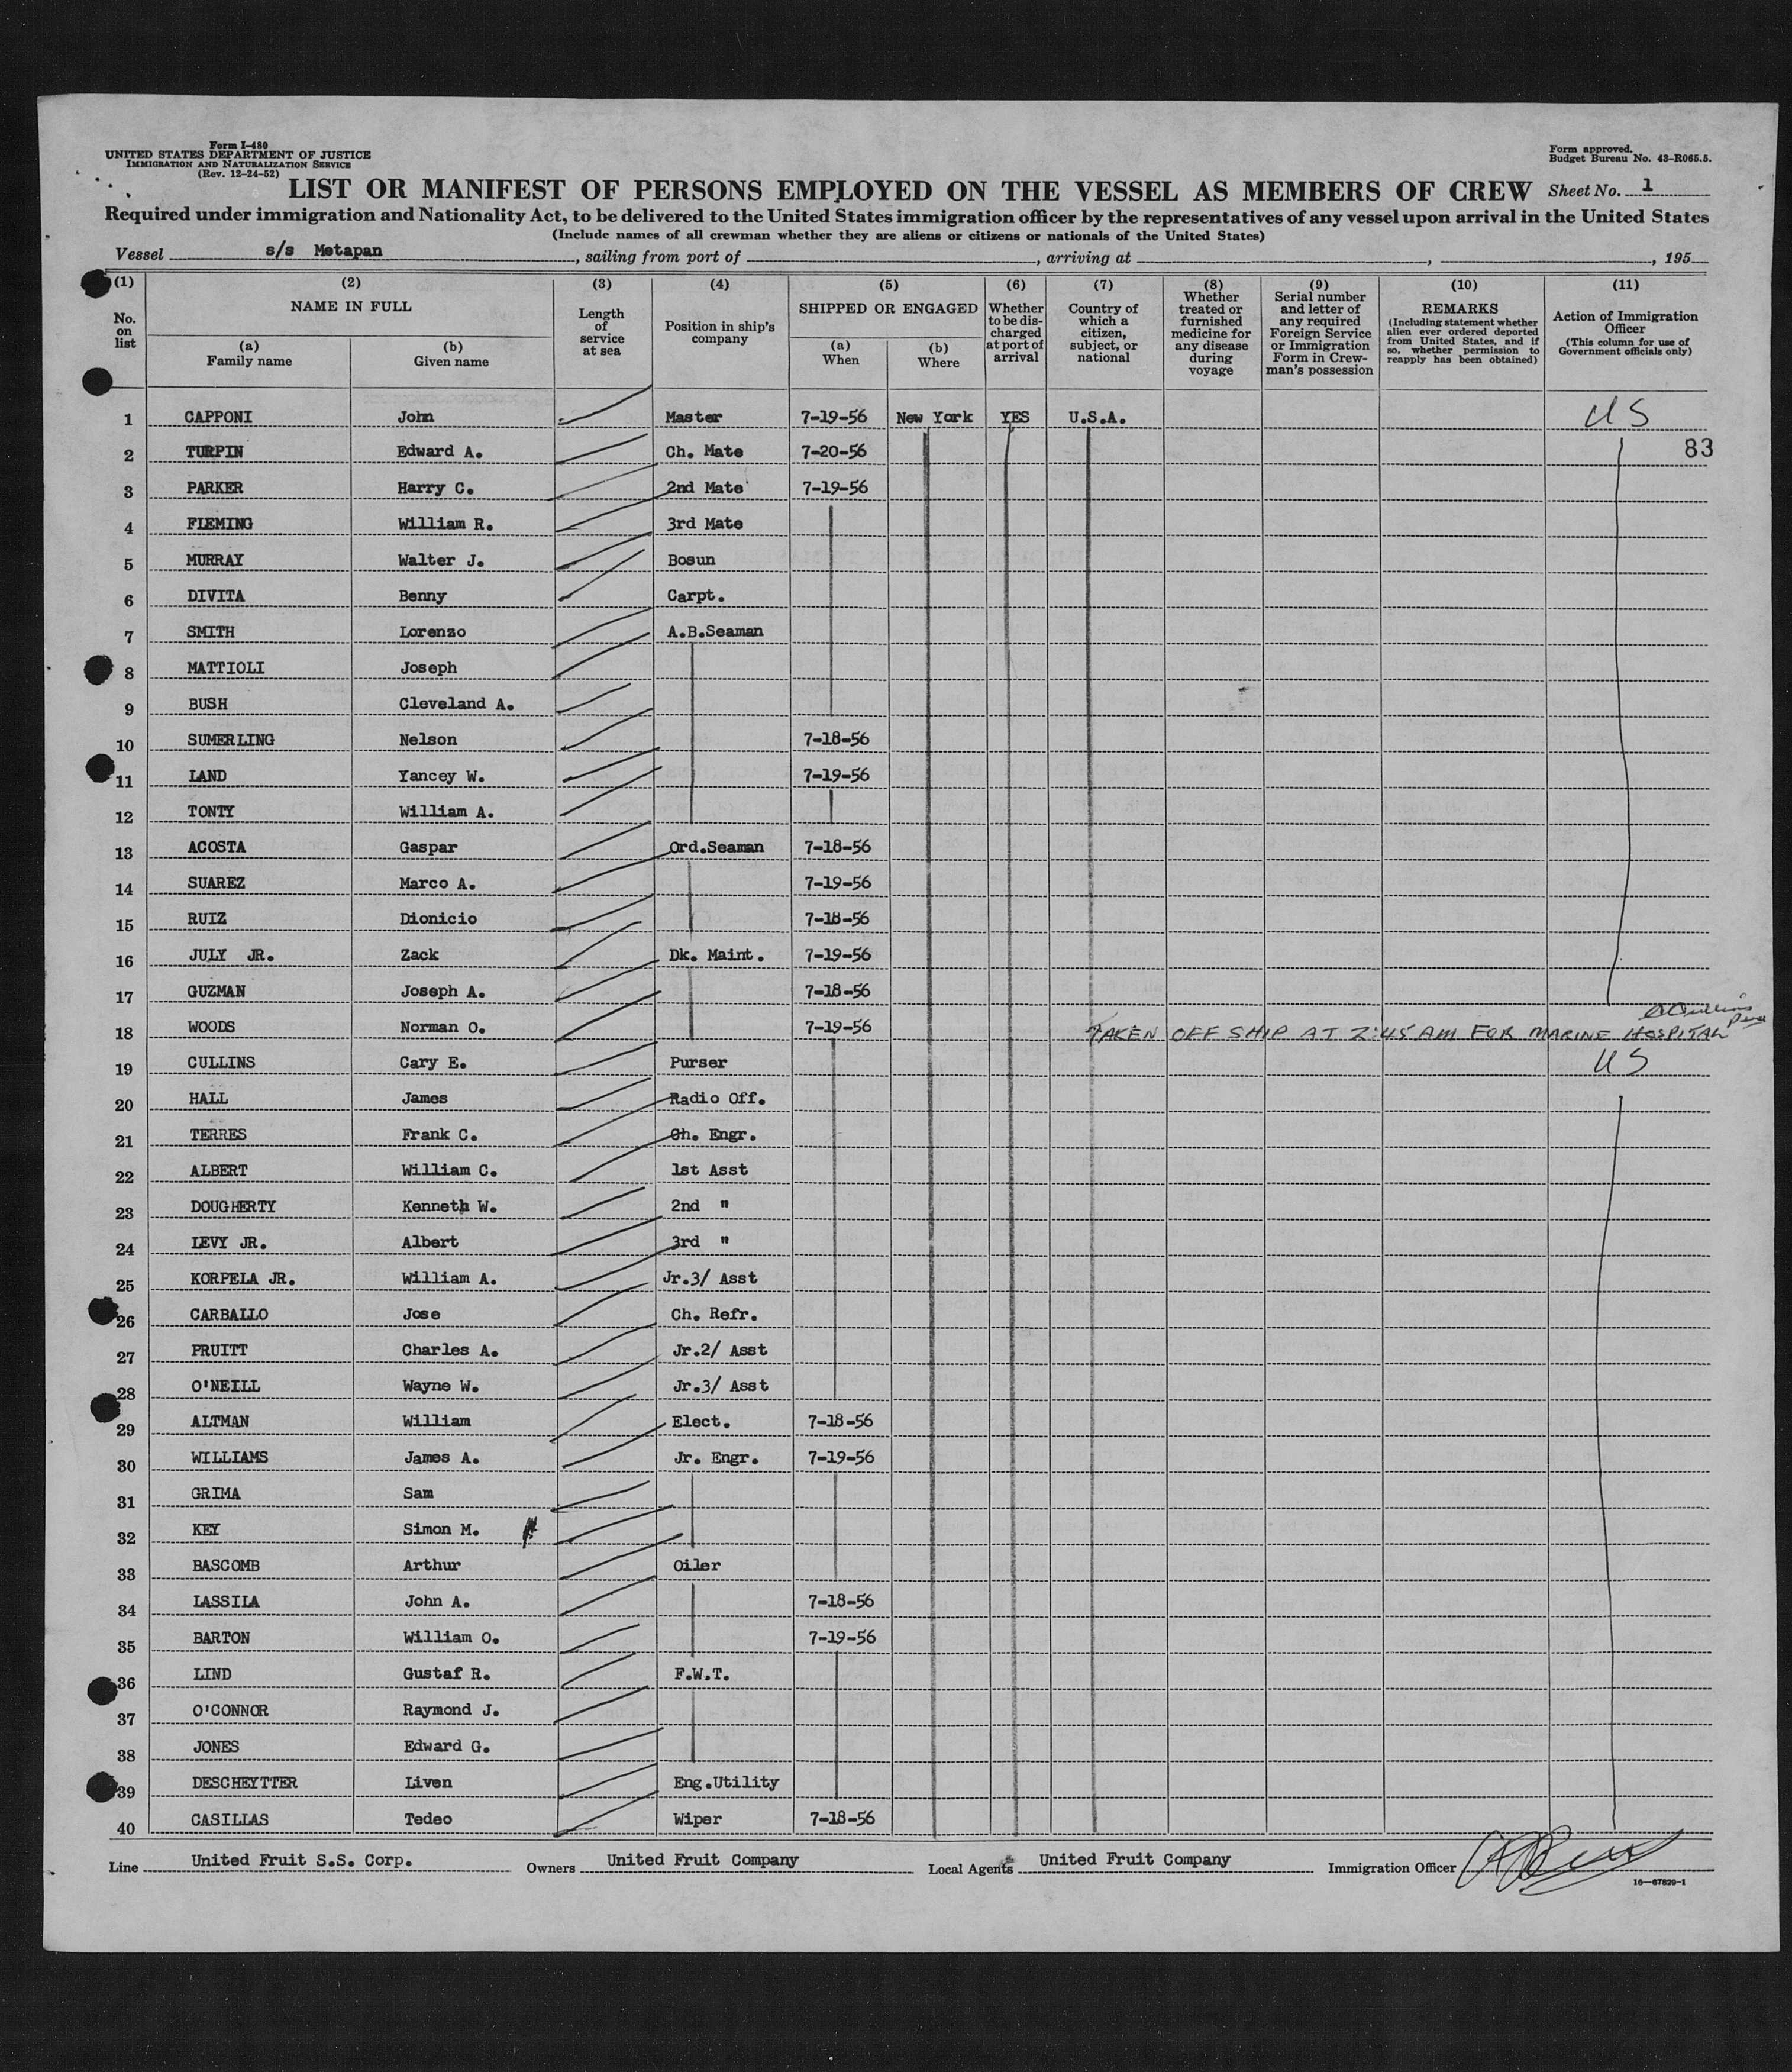 Form I-480
UNITED STATES DEPARTMENT OF JUSTICE
IMMIGRATION AND NATURALIZATION SERVICE
(Rev. 12-24-52)
Form approved.
Budget Bureau No. 43-R065.5.
LIST OR MANIFEST OF PERSONS EMPLOYED ON THE VESSEL AS MEMBERS OF CREW Sheet No. 1
Required under immigration and Nationality Act, to be delivered to the United States immigration officer by the representatives of any vessel upon arrival in the United States
(Include names of all crewman whether they are aliens or citizens or nationals of the United States)
Vessel s/s Metapan, sailing from port of , arriving at , , 195
(1) No. on list
(2) NAME IN FULL
(a) Family name
(b) Given name
(3) Length of service at sea
(4) Position in ship's company
(5) SHIPPED OR ENGAGED
(a) When
(b) Where
(6) Whether to be discharged at port of arrival
(7) Country of which a citizen, subject, or national
(8) Whether treated or furnished medicine for any disease during voyage
(9) Serial number and letter of any required Foreign Service or Immigration Form in Crewman's possession
(10) REMARKS (Including statement whether alien ever ordered deported from United States, and if so, whether permission to reapply has been obtained)
(11) Action of Immigration Officer (This column for use of Government officials only)
1 CAPPONI John Master 7-19-56 New York YES U.S.A. US
2 TURPIN Edward A. Ch. Mate 7-20-56 83
3 PARKER Harry C. 2nd Mate 7-19-56
4 FLEMING William R. 3rd Mate
5 MURRAY Walter J. Bosun
6 DIVITA Benny Carpt.
7 SMITH Lorenzo A.B.Seaman
8 MATTIOLI Joseph
9 BUSH Cleveland A.
10 SUMERLING Nelson 7-18-56
11 LAND Yancey W. 7-19-56
12 TONTY William A.
13 ACOSTA Gaspar Ord.Seaman 7-18-56
14 SUAREZ Marco A. 7-19-56
15 RUIZ Dionicio 7-18-56
16 JULY JR. Zack Dk. Maint. 7-19-56
17 GUZMAN Joseph A. 7-18-56
18 WOODS Norman O. 7-19-56 TAKEN OFF SHIP AT 2:45 AM FOR MARINE HOSPITAL
19 CULLINS Cary E. Purser US
20 HALL James Radio Off.
21 TERRES Frank C. Ch. Engr.
22 ALBERT William C. 1st Asst
23 DOUGHERTY Kenneth W. 2nd "
24 LEVY JR. Albert 3rd "
25 KORPELA JR. William A. Jr.3/ Asst
26 CARBALLO Jose Ch. Refr.
27 PRUITT Charles A. Jr.2/ Asst
28 O'NEILL Wayne W. Jr.3/ Asst
29 ALTMAN William Elect. 7-18-56
30 WILLIAMS James A. Jr. Engr. 7-19-56
31 GRIMA Sam
32 KEY Simon M.
33 BASCOMB Arthur Oiler
34 LASSILA John A. 7-18-56
35 BARTON William O. 7-19-56
36 LIND Gustaf R. F.W.T.
37 O'CONNOR Raymond J.
38 JONES Edward G.
39 DESCHEYTTER Liven Eng.Utility
40 CASILLAS Tedeo Wiper 7-18-56
Line United Fruit S.S. Corp. Owners United Fruit Company Local Agents United Fruit Company Immigration Officer
16—67829-1